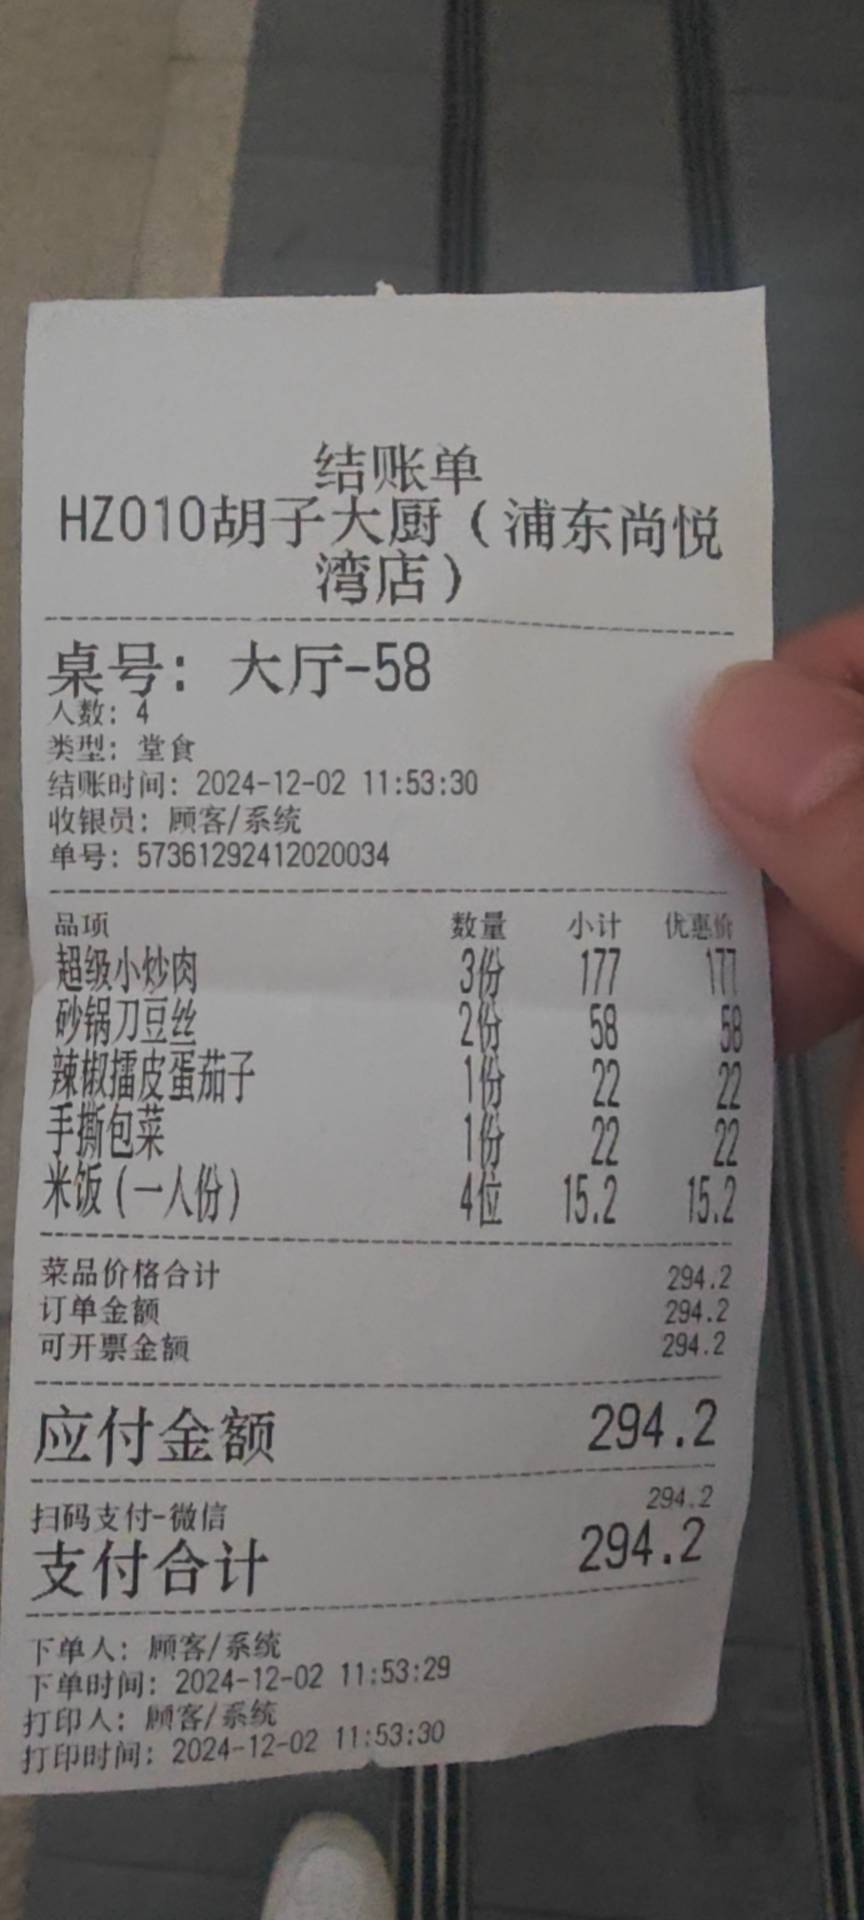 结账单
HZ010胡子大厨（浦东尚悦
湾店）
桌号：大厅-58
人数：4
类型：堂食
结账时间：2024-12-02 11:53:30
收银员：顾客/系统
单号：57361292412020034
品项 数量 小计 优惠价
超级小炒肉 3份 177 177
砂锅刀豆丝 2份 58 58
辣椒擂皮蛋茄子 1份 22 22
手撕包菜 1份 22 22
米饭（一人份） 4位 15.2 15.2
菜品价格合计 294.2
订单金额 294.2
可开票金额 294.2
应付金额 294.2
扫码支付-微信 294.2
支付合计 294.2
下单人：顾客/系统
下单时间：2024-12-02 11:53:29
打印人：顾客/系统
打印时间：2024-12-02 11:53:30